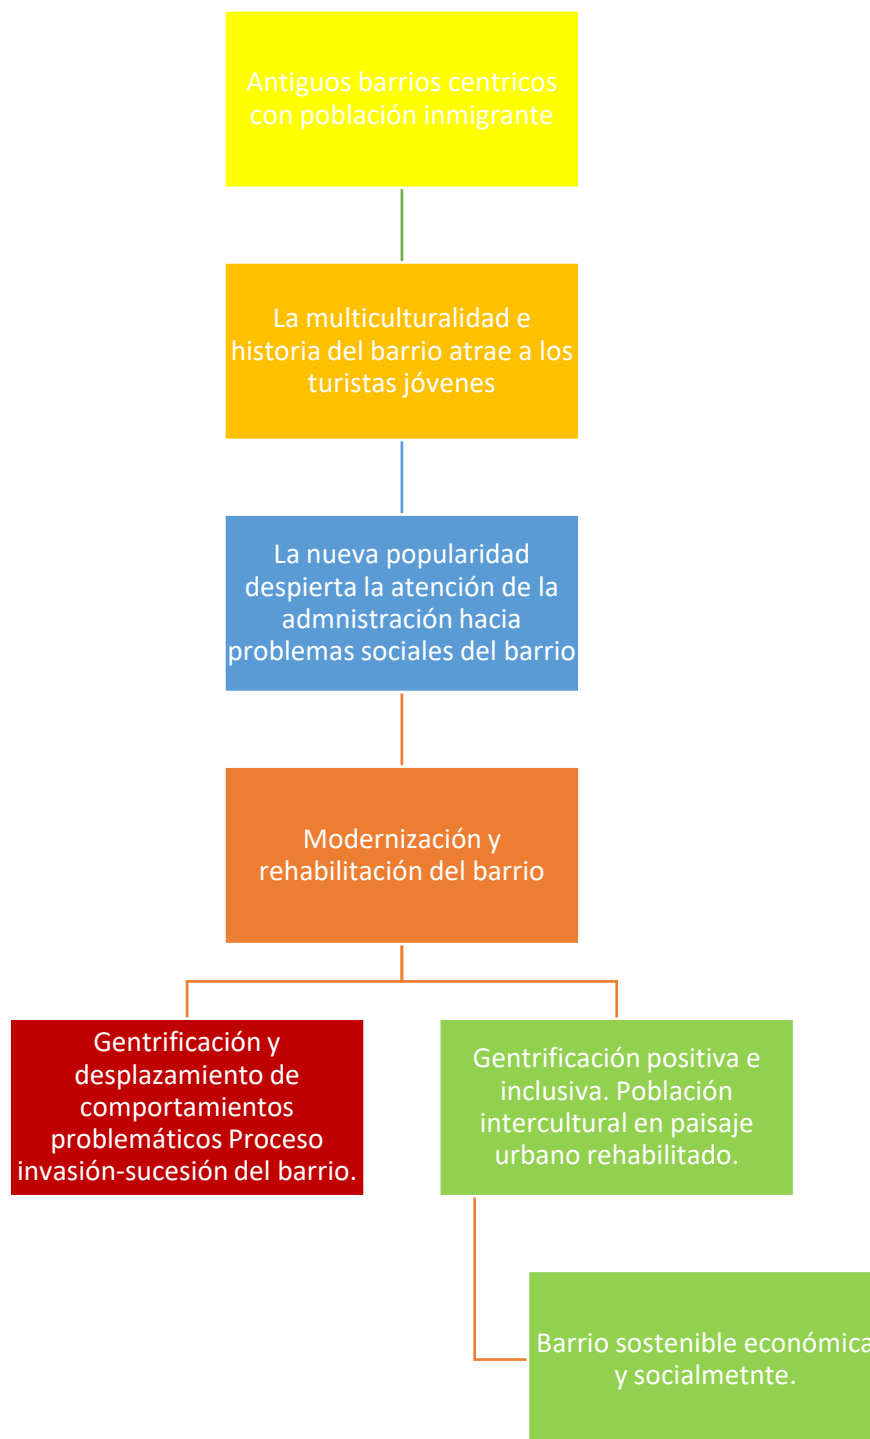 Antiguos barrios centricos
con población inmigrante
La multiculturalidad e
historia del barrio atrae a los
turistas jóvenes
La nueva popularidad
despierta la atención de la
admnistración hacia
problemas sociales del barrio
Modernización y
rehabilitación del barrio
Gentrificación y
desplazamiento de
comportamientos
problemáticos Proceso
invasión-sucesión del barrio.
Gentrificación positiva e
inclusiva. Población
intercultural en paisaje
urbano rehabilitado.
Barrio sostenible económica
y socialmetnte.